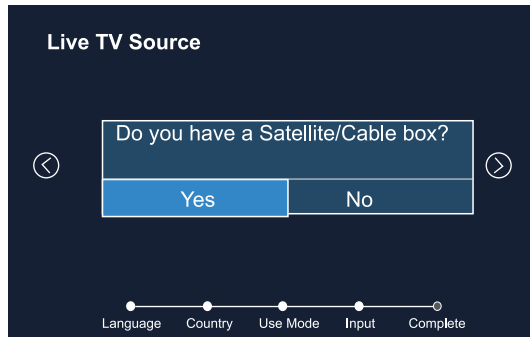 Live TV Source
Do you have a Satellite/Cable box?
Yes No
Language Country Use Mode Input Complete